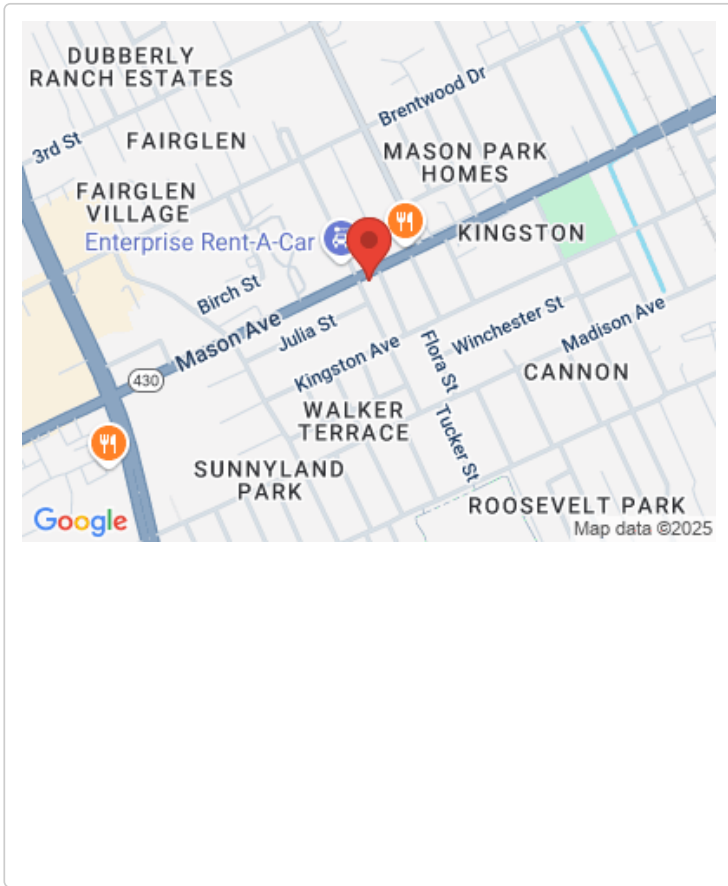 DUBBERLY
RANCH ESTATES
Brentwood Dr
3rd St
FAIRGLEN
MASON PARK
HOMES
FAIRGLEN
VILLAGE
Enterprise Rent-A-Car
KINGSTON
Birch St
Mason Ave
Julia St
Winchester St
Madison Ave
Kingston Ave
Flora St
430
CANNON
WALKER
TERRACE
Tucker St
SUNNYLAND
PARK
ROOSEVELT PARK
Google
Map data ©2025